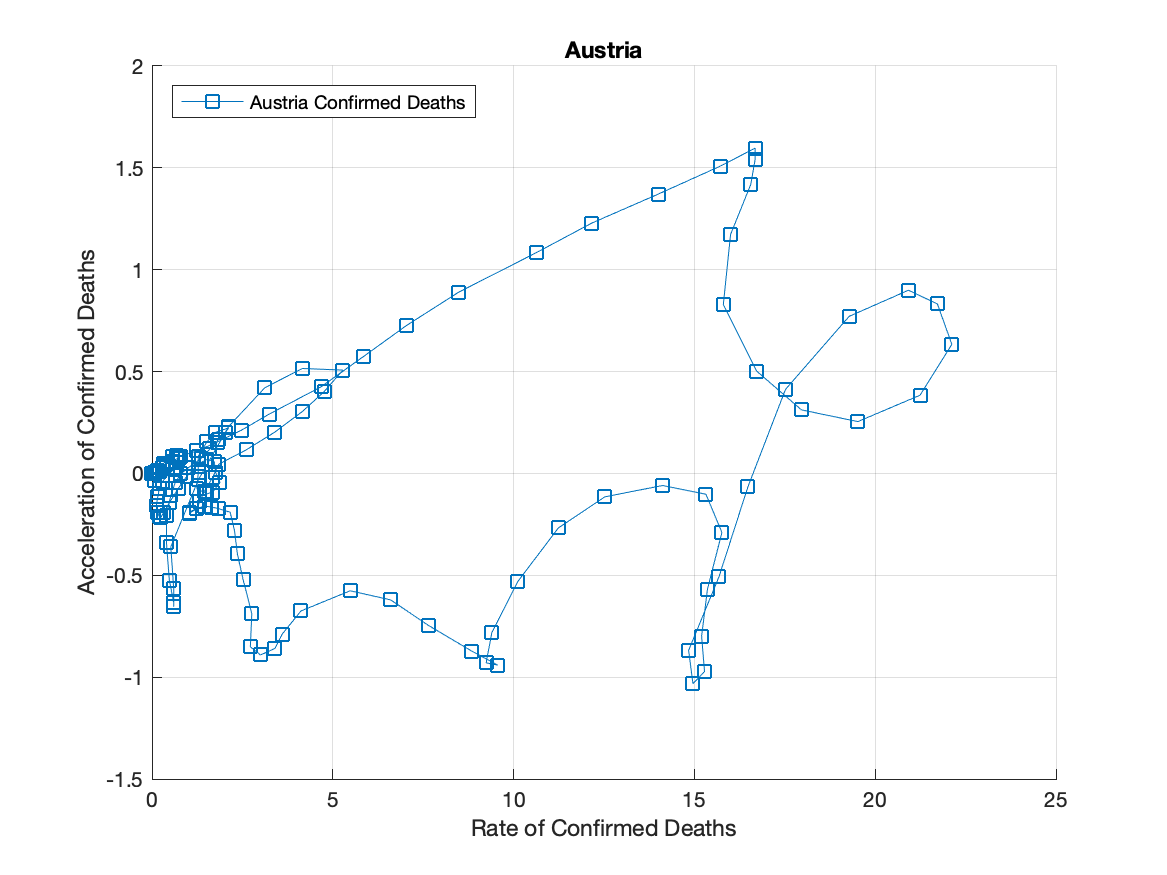 Austria
Austria Confirmed Deaths
2
1.5
1
0.5
0
-0.5
-1
-1.5
Acceleration of Confirmed Deaths
0 5 10 15 20 25
Rate of Confirmed Deaths